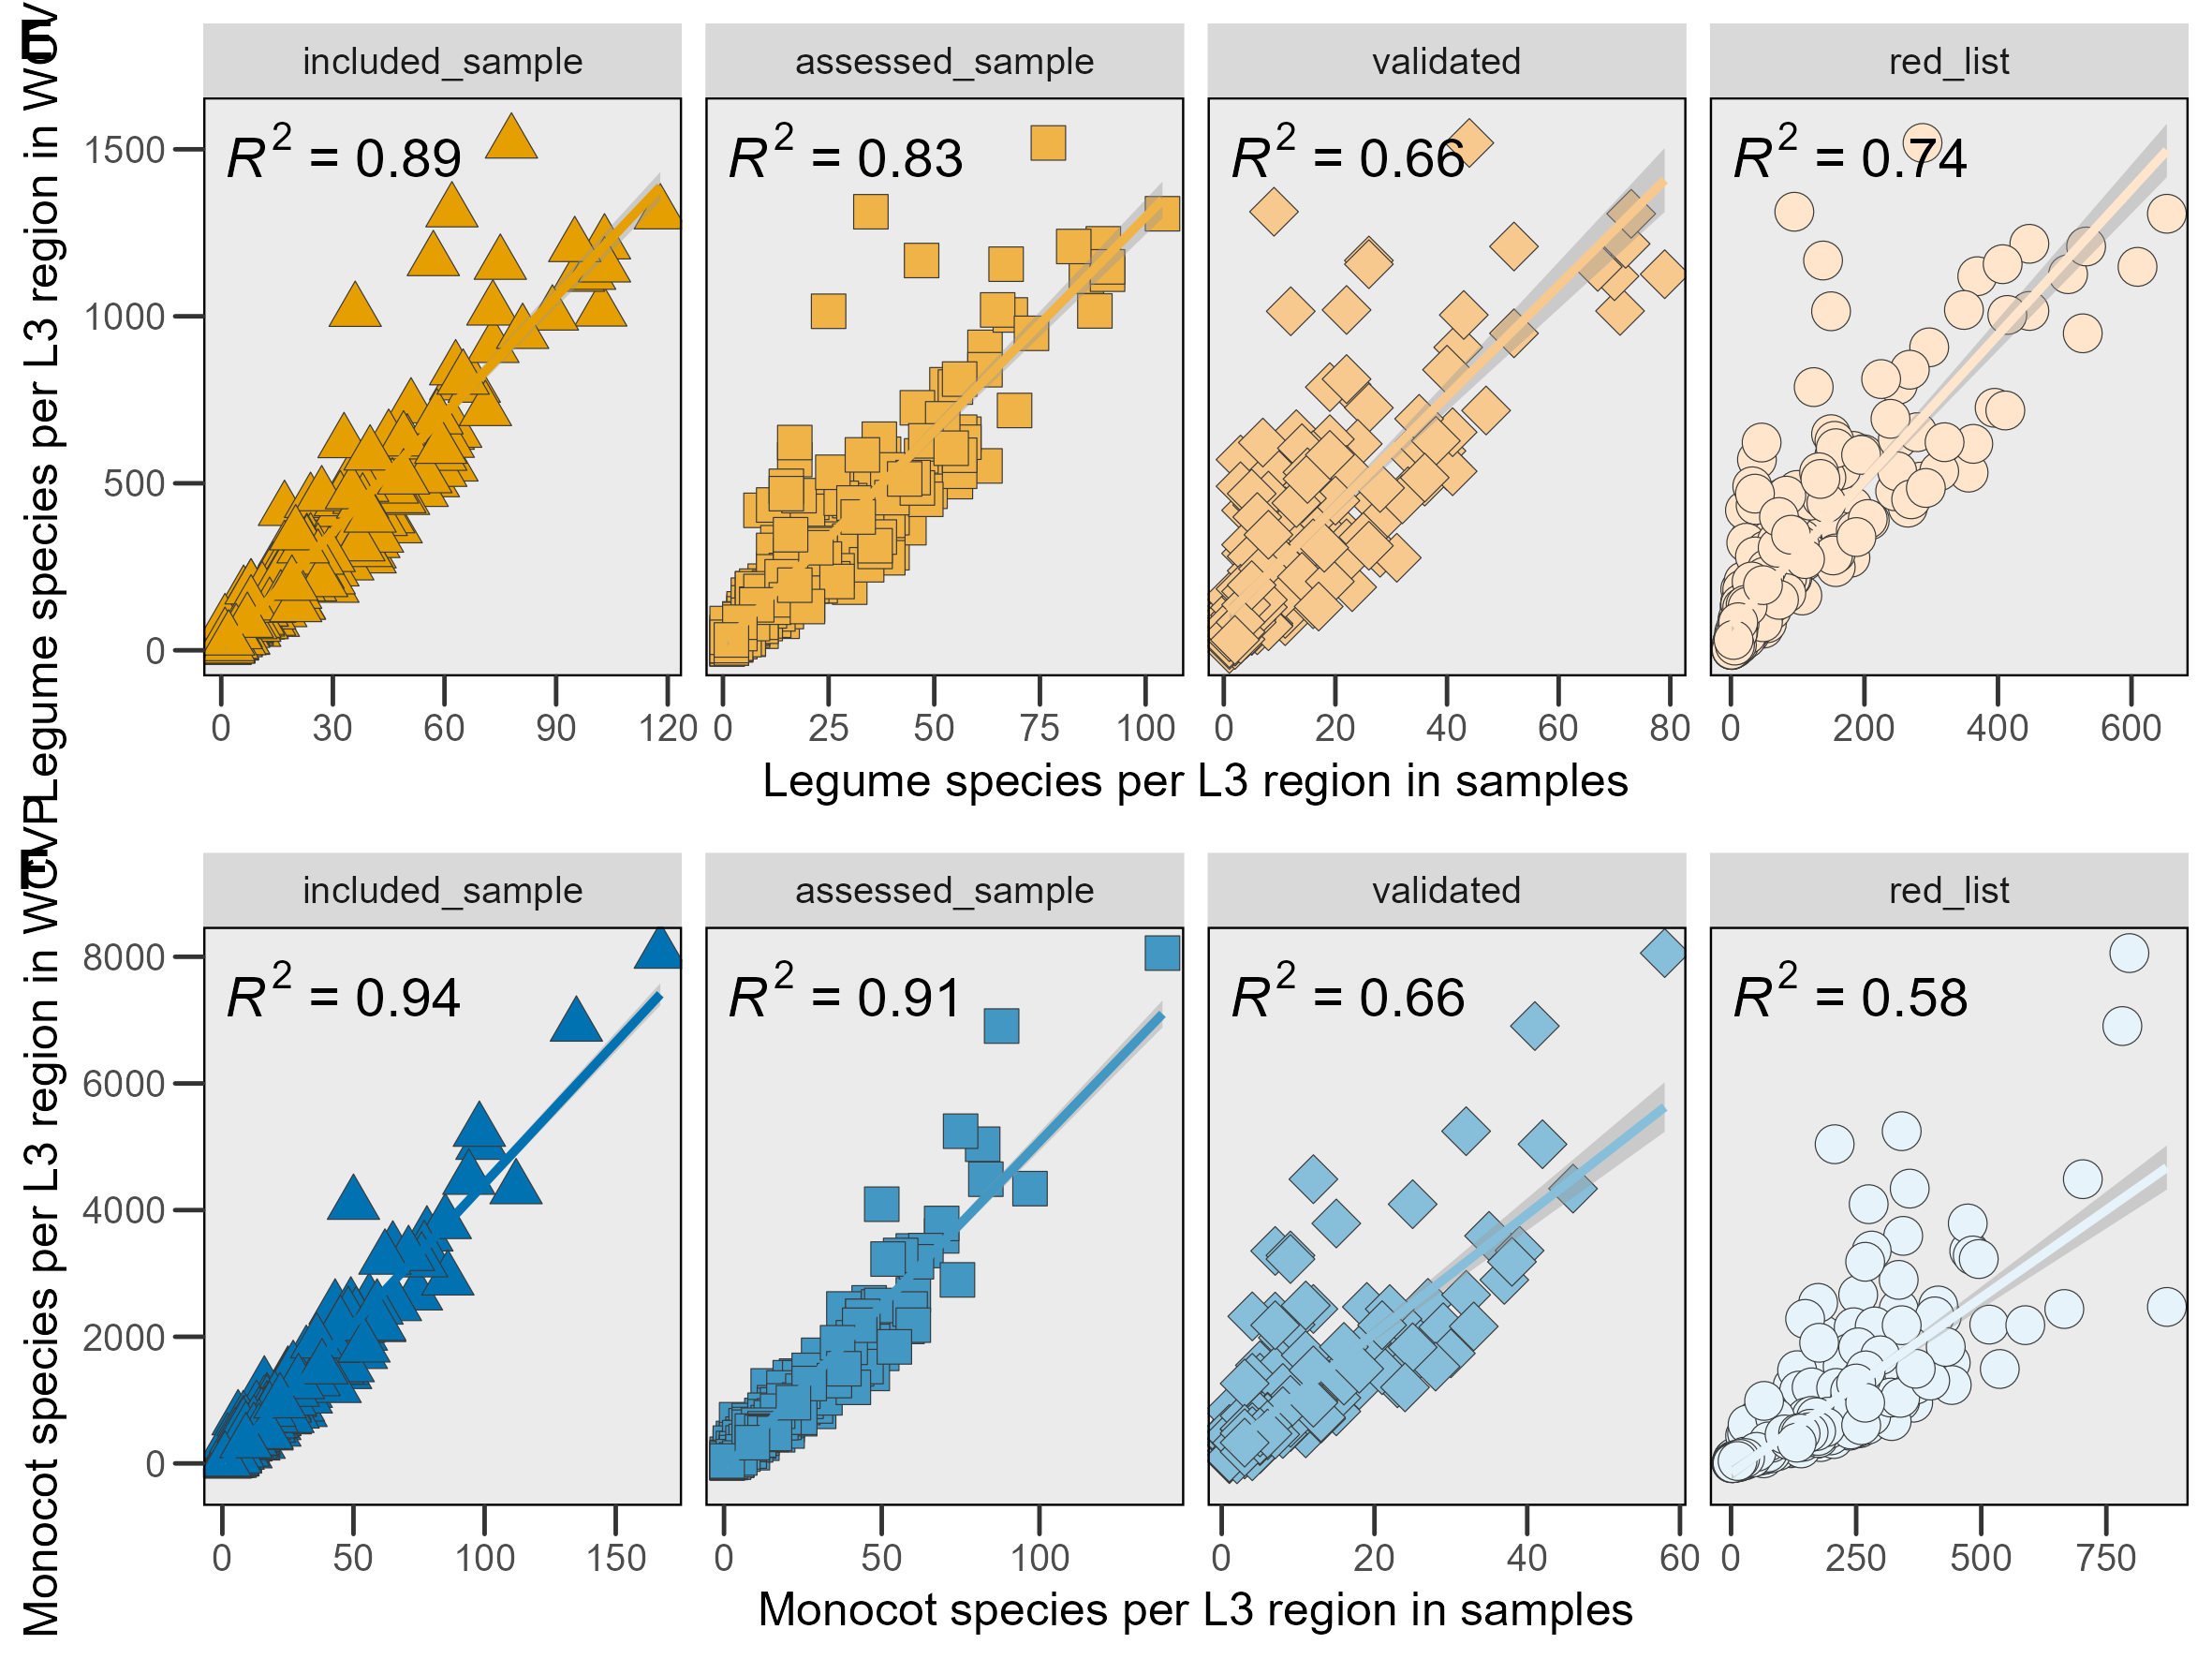 E
included_sample assessed_sample validated red_list
R2 = 0.89 R2 = 0.83 R2 = 0.66 R2 = 0.74
1500
1000
500
0
Legume species per L3 region in WCV
0 30 60 90 120 0 25 50 75 100 0 20 40 60 80 0 200 400 600
Legume species per L3 region in samples
F
included_sample assessed_sample validated red_list
R2 = 0.94 R2 = 0.91 R2 = 0.66 R2 = 0.58
8000
6000
4000
2000
0
Monocot species per L3 region in WCVP
0 50 100 150 0 50 100 0 20 40 60 0 250 500 750
Monocot species per L3 region in samples